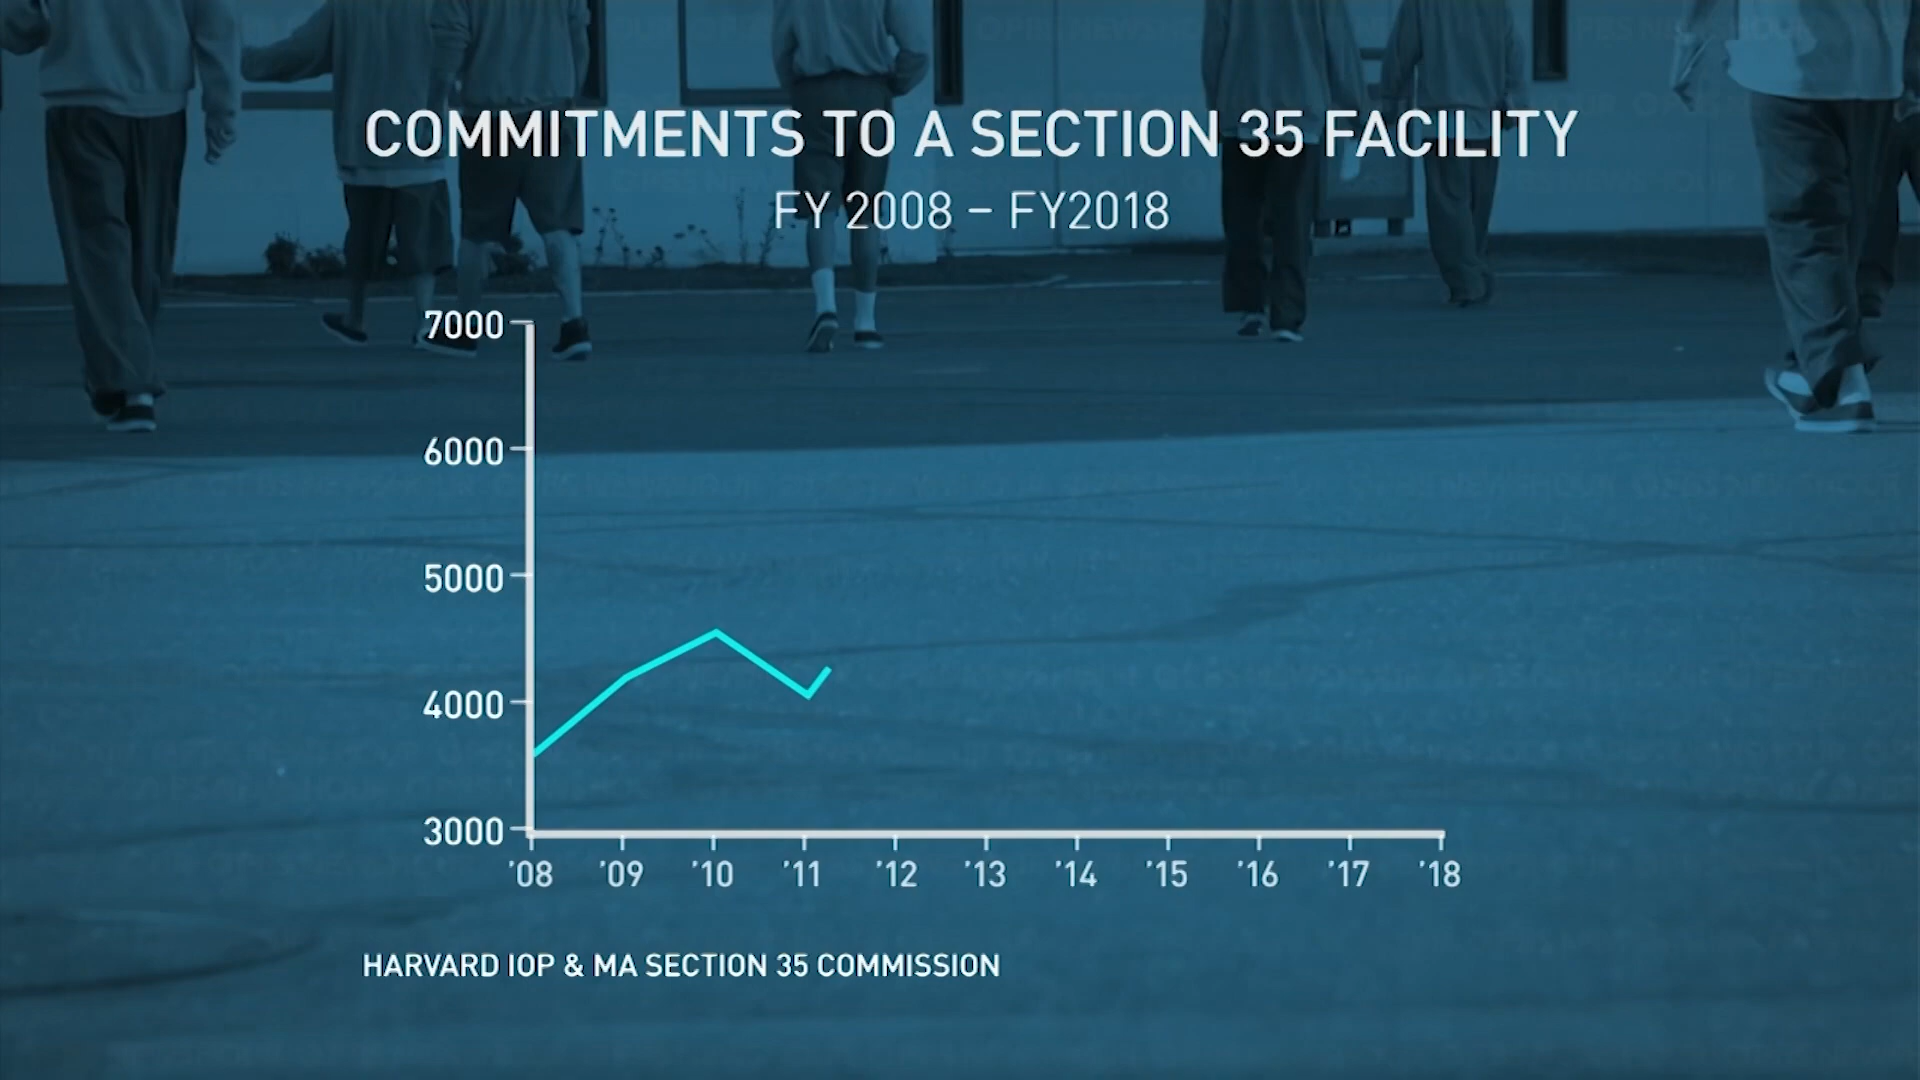 COMMITMENTS TO A SECTION 35 FACILITY
FY 2008 – FY2018
7000
6000
5000
4000
3000
'08 '09 '10 '11 '12 '13 '14 '15 '16 '17 '18
HARVARD IOP & MA SECTION 35 COMMISSION